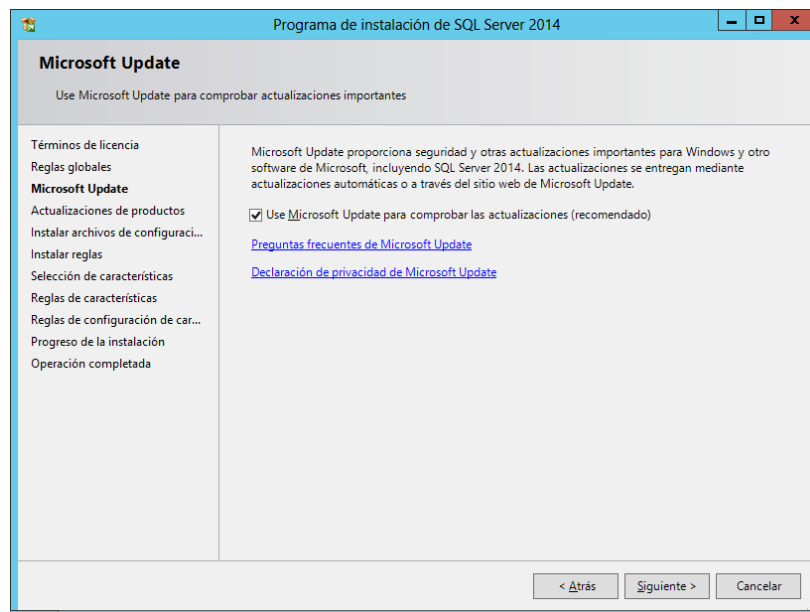 Programa de instalación de SQL Server 2014
Microsoft Update
Use Microsoft Update para comprobar actualizaciones importantes
Términos de licencia
Reglas globales
Microsoft Update
Actualizaciones de productos
Instalar archivos de configuraci...
Instalar reglas
Selección de características
Reglas de características
Reglas de configuración de car...
Progreso de la instalación
Operación completada
Microsoft Update proporciona seguridad y otras actualizaciones importantes para Windows y otro
software de Microsoft, incluyendo SQL Server 2014. Las actualizaciones se entregan mediante
actualizaciones automáticas o a través del sitio web de Microsoft Update.
Use Microsoft Update para comprobar las actualizaciones (recomendado)
Preguntas frecuentes de Microsoft Update
Declaración de privacidad de Microsoft Update
< Atrás
Siguiente >
Cancelar